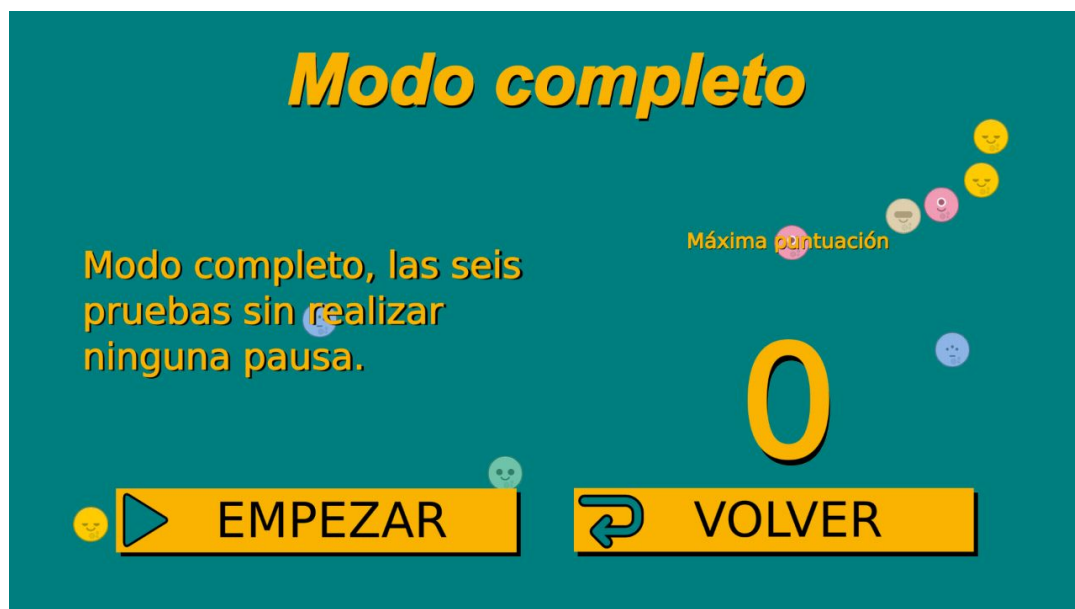 Modo completo
Modo completo, las seis
pruebas sin realizar
ninguna pausa.
Máxima puntuación
0
EMPEZAR
VOLVER